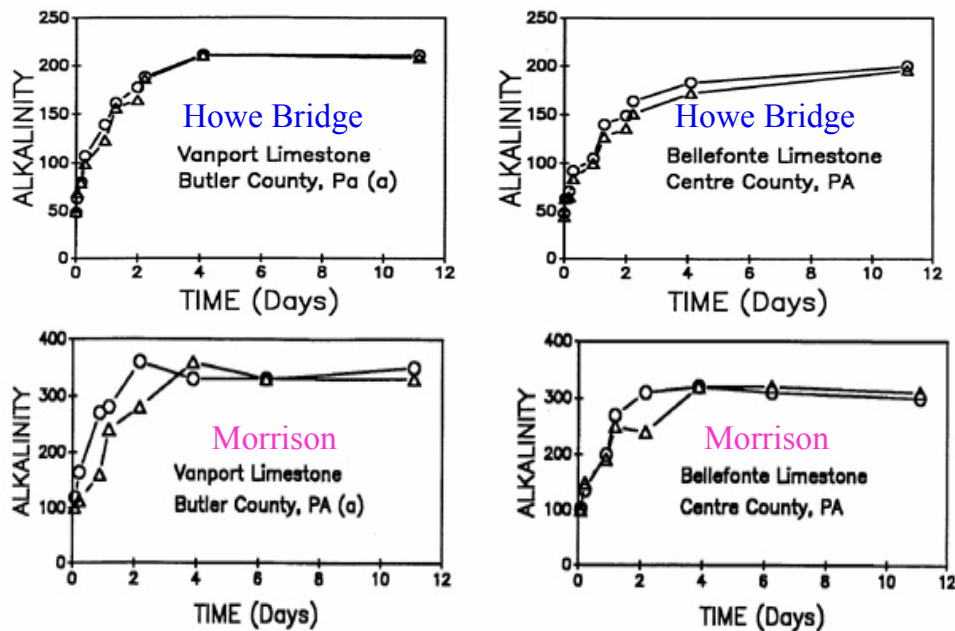 250
200
150
100
50
0
ALKALINITY
Howe Bridge
Vanport Limestone
Butler County, Pa (a)
0 2 4 6 8 10 12
TIME (Days)
250
200
150
100
50
0
ALKALINITY
Howe Bridge
Bellefonte Limestone
Centre County, PA
0 2 4 6 8 10 12
TIME (Days)
400
300
200
100
0
ALKALINITY
Morrison
Vanport Limestone
Butler County, PA (a)
0 2 4 6 8 10 12
TIME (Days)
400
300
200
100
0
ALKALINITY
Morrison
Bellefonte Limestone
Centre County, PA
0 2 4 6 8 10 12
TIME (Days)